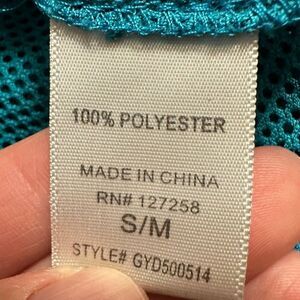 100% POLYESTER
MADE IN CHINA
RN# 127258
S/M
STYLE# GYD500514